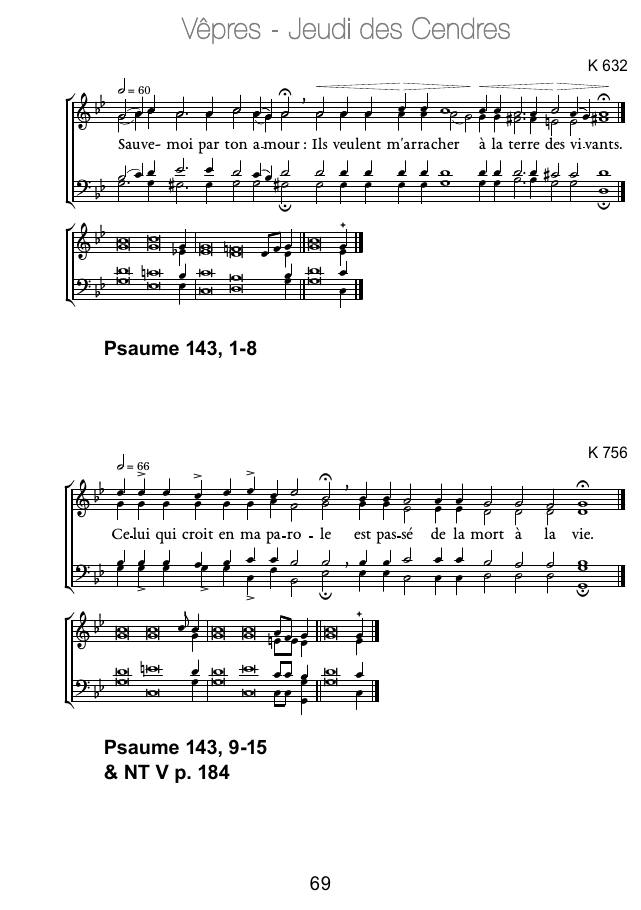 Vêpres - Jeudi des Cendres
K 632
= 60
Sauve- moi par ton a.mour : Ils veulent m'arracher à la terre des vi.vants.
Psaume 143, 1-8
K 756
= 66
Ce-lui qui croit en ma pa-ro - le est pas-sé de la mort à la vie.
Psaume 143, 9-15
& NT V p. 184
69